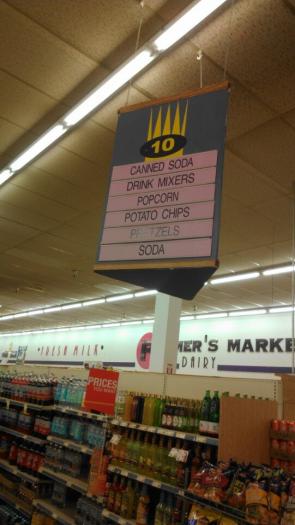 10
CANNED SODA
DRINK MIXERS
POPCORN
POTATO CHIPS
PRETZELS
SODA
FRESH MILK
MER'S MARKE
DAIRY
PRICES